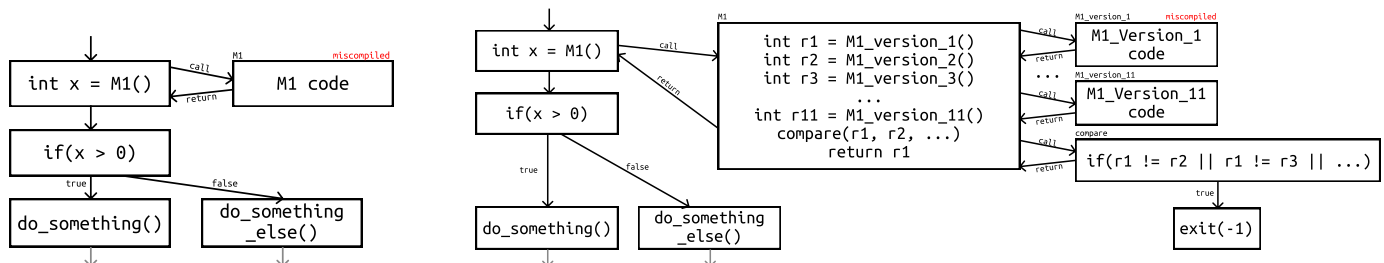 int x = M1()
call
return
M1
miscompiled
M1 code
if(x > 0)
true
false
do_something()
do_something
_else()
int x = M1()
call
return
if(x > 0)
true
false
do_something()
do_something
_else()
M1
int r1 = M1_version_1()
int r2 = M1_version_2()
int r3 = M1_version_3()
...
int r11 = M1_version_11()
compare(r1, r2, ...)
return r1
call
return
M1_version_1
miscompiled
M1_Version_1
code
...
call
return
M1_version_11
M1_Version_11
code
call
return
compare
if(r1 != r2 || r1 != r3 || ...)
true
exit(-1)